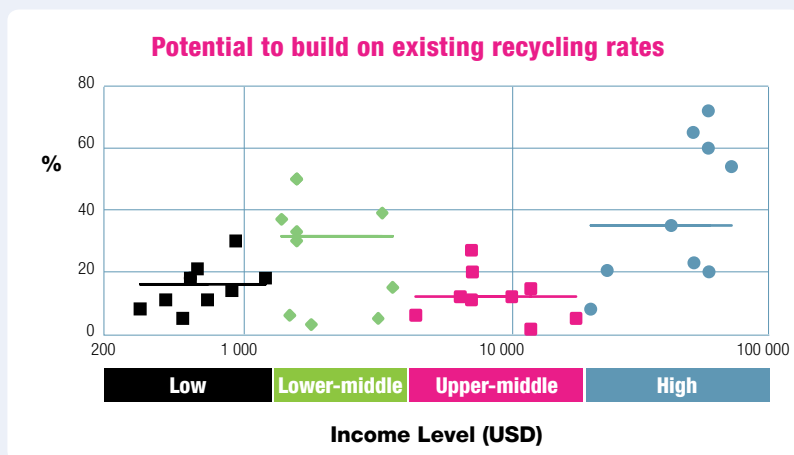 Potential to build on existing recycling rates
80
60
%
40
20
0
200 1 000 10 000 100 000
Low Lower-middle Upper-middle High
Income Level (USD)